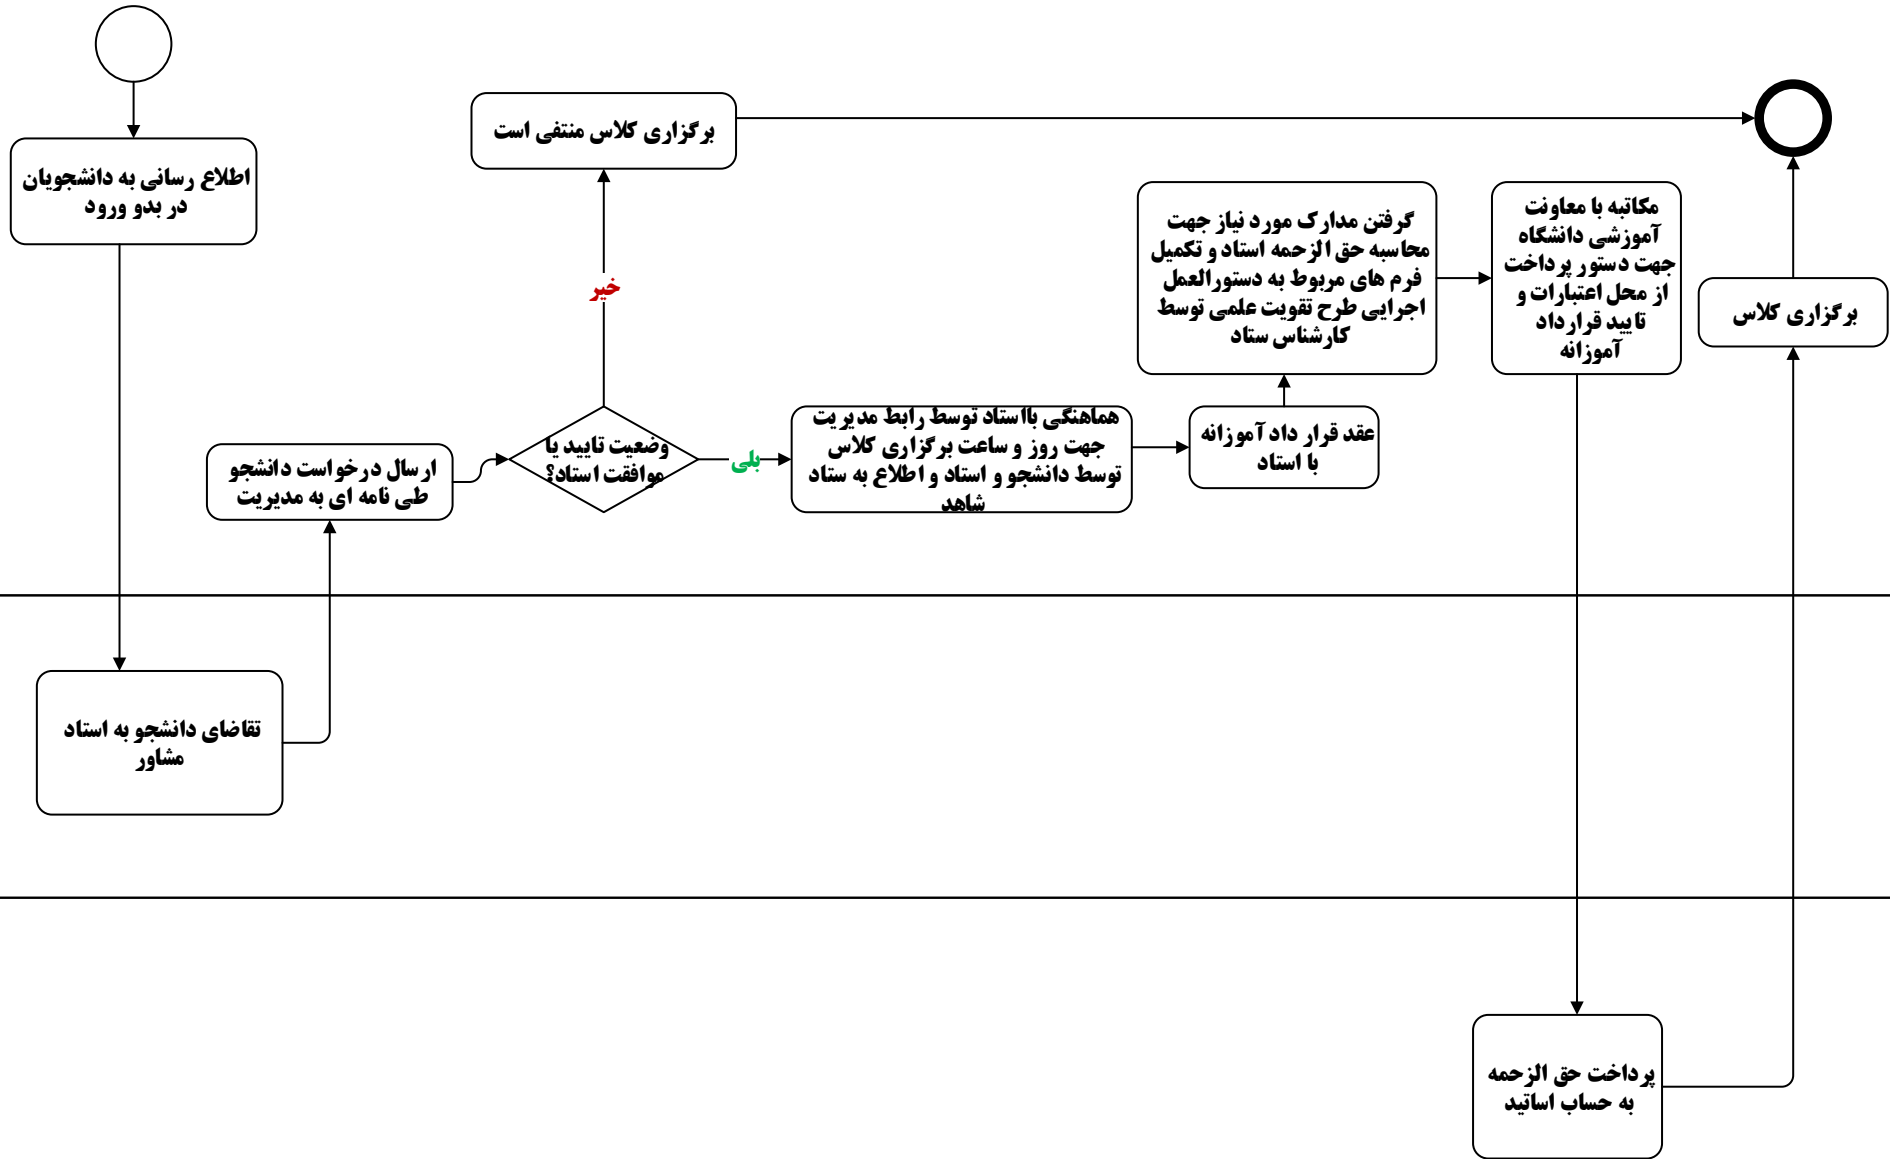 اطلاع رسانی به دانشجویان
در بدو ورود
تقاضای دانشجو به استاد
مشاور
ارسال درخواست دانشجو
طی نامه ای به مدیریت
وضعیت تایید یا
موافقت استاد؟
خیر
برگزاری کلاس منتفی است
بلی
هماهنگی بااستاد توسط رابط مدیریت
جهت روز و ساعت برگزاری کلاس
توسط دانشجو و استاد و اطلاع به ستاد
شاهد
عقد قرار داد آموزانه
با استاد
گرفتن مدارک مورد نیاز جهت
محاسبه حق الزحمه استاد و تکمیل
فرم های مربوط به دستورالعمل
اجرایی طرح تقویت علمی توسط
کارشناس ستاد
مکاتبه با معاونت
آموزشی دانشگاه
جهت دستور پرداخت
از محل اعتبارات و
تایید قرارداد
آموزانه
پرداخت حق الزحمه
به حساب اساتید
برگزاری کلاس